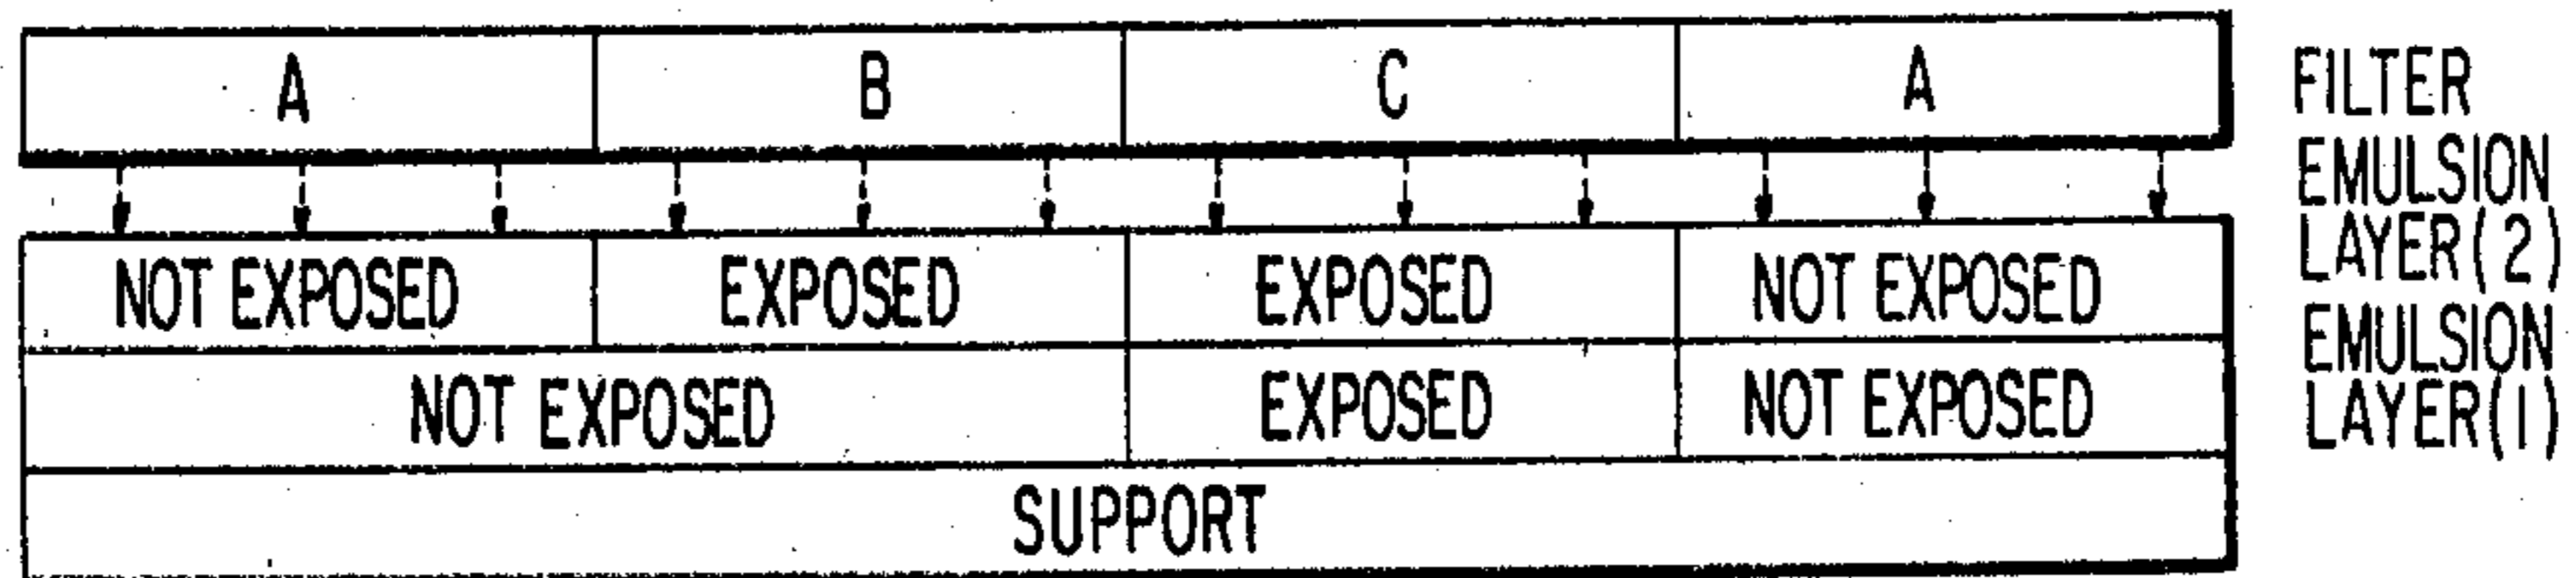 A B C A
FILTER
EMULSION
LAYER(2)
NOT EXPOSED EXPOSED EXPOSED NOT EXPOSED
EMULSION
LAYER(1)
NOT EXPOSED EXPOSED NOT EXPOSED
SUPPORT